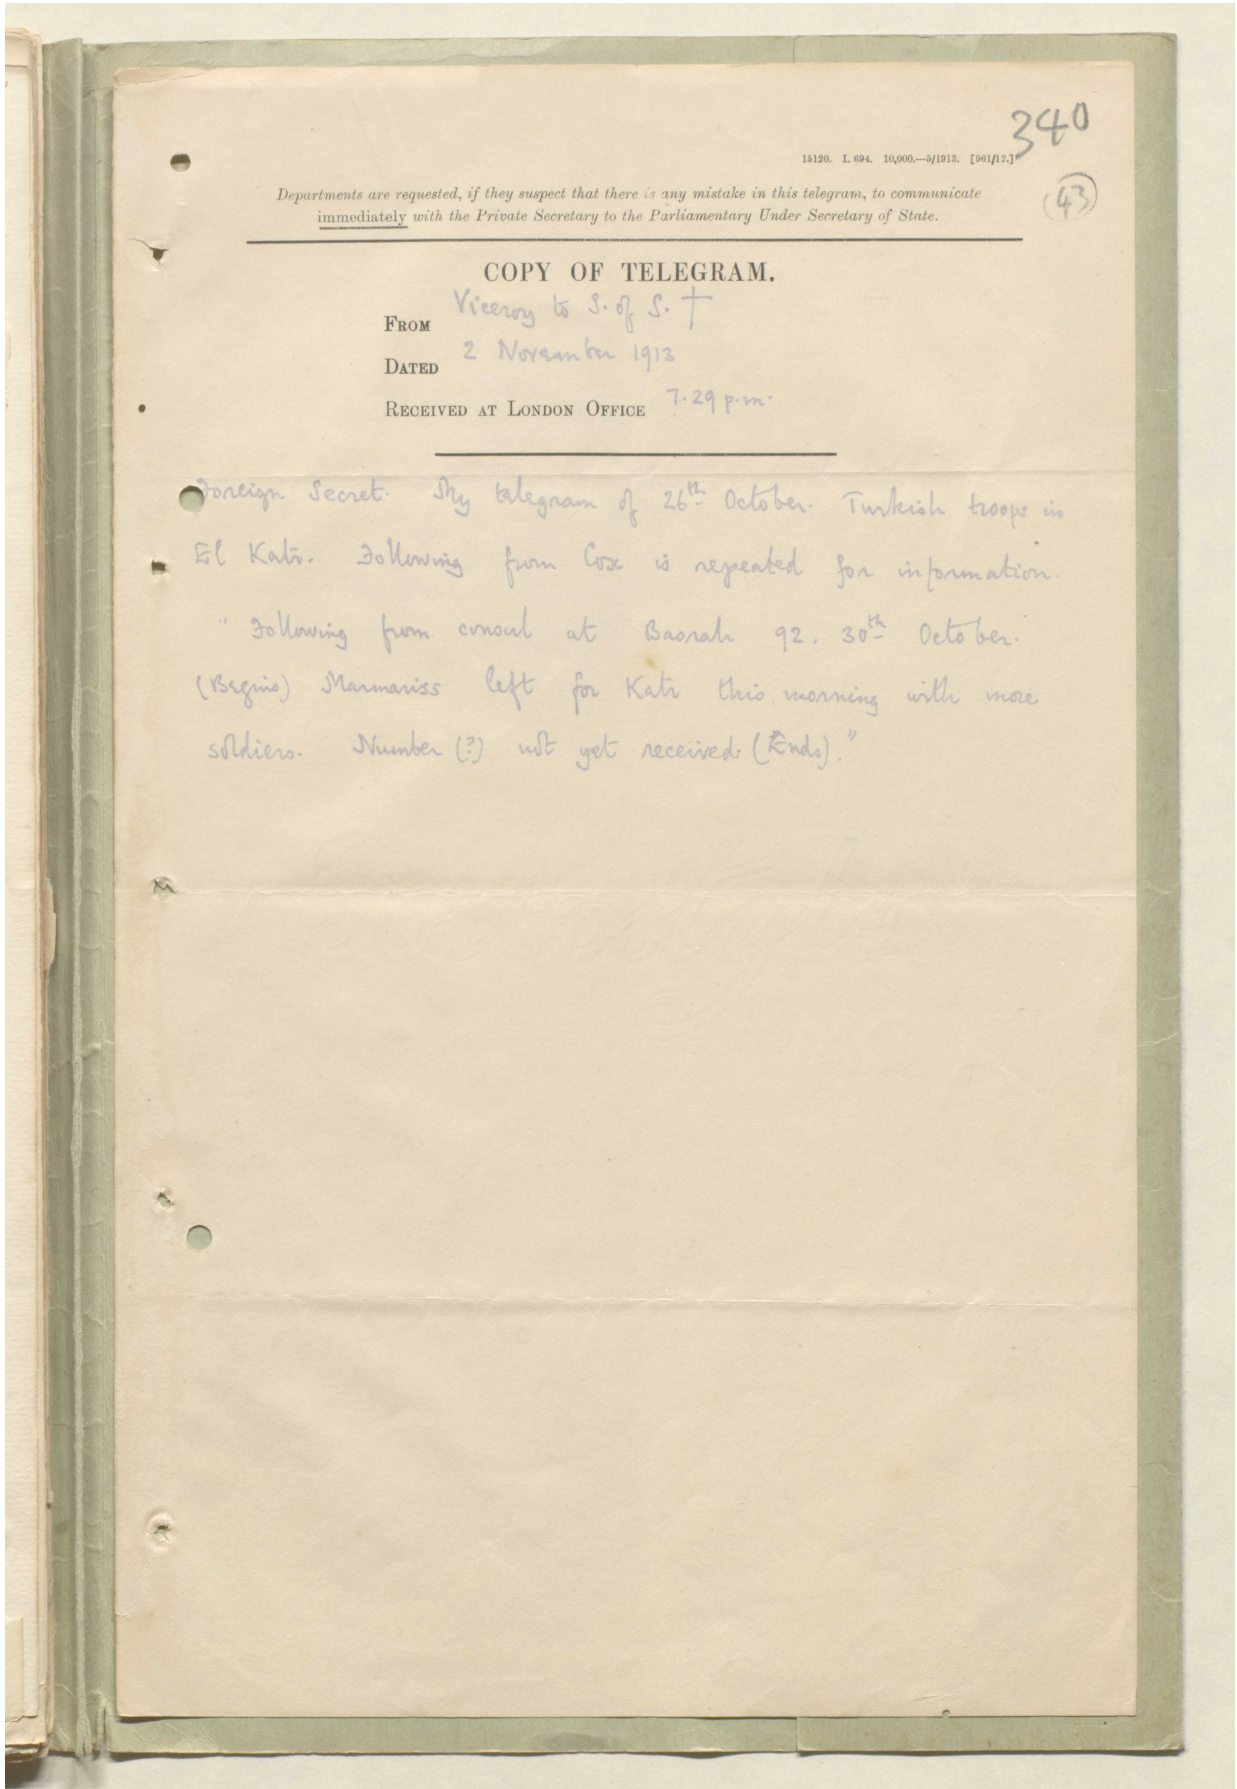 340
15120. I. 694. 10,000.—5/1913. [961/12.]
Departments are requested, if they suspect that there is any mistake in this telegram, to communicate
immediately with the Private Secretary to the Parliamentary Under Secretary of State.
(43)
COPY OF TELEGRAM.
FROM Viceroy to S. of S. †
DATED 2 November 1913
RECEIVED AT LONDON OFFICE 7.29 p.m.
Foreign Secret. My telegram of 26th October. Turkish troops in
El Katr. Following from Cox is repeated for information.
"Following from consul at Basrah 92. 30th October.
(Begins) Marmariss left for Katr this morning with more
soldiers. Number (?) not yet received. (Ends)."